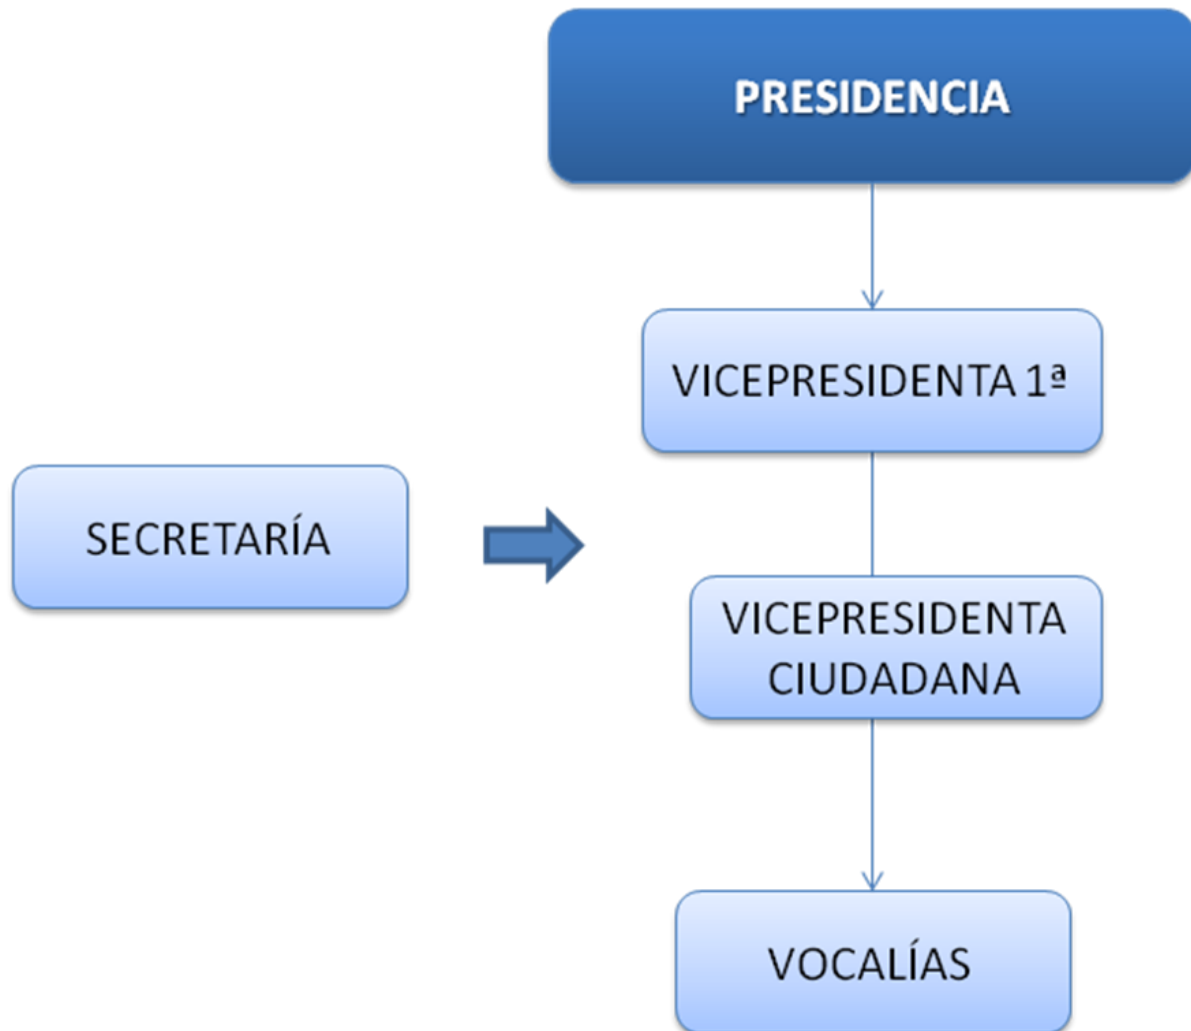 PRESIDENCIA
VICEPRESIDENTA 1ª
SECRETARÍA
VICEPRESIDENTA
CIUDADANA
VOCALÍAS